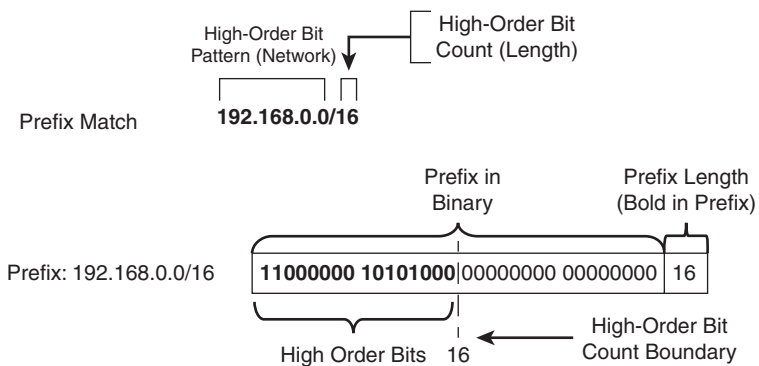 High-Order Bit
Pattern (Network)
High-Order Bit
Count (Length)
Prefix Match
192.168.0.0/16
Prefix in
Binary
Prefix Length
(Bold in Prefix)
Prefix: 192.168.0.0/16
11000000 10101000 00000000 00000000 16
High Order Bits
16
High-Order Bit
Count Boundary